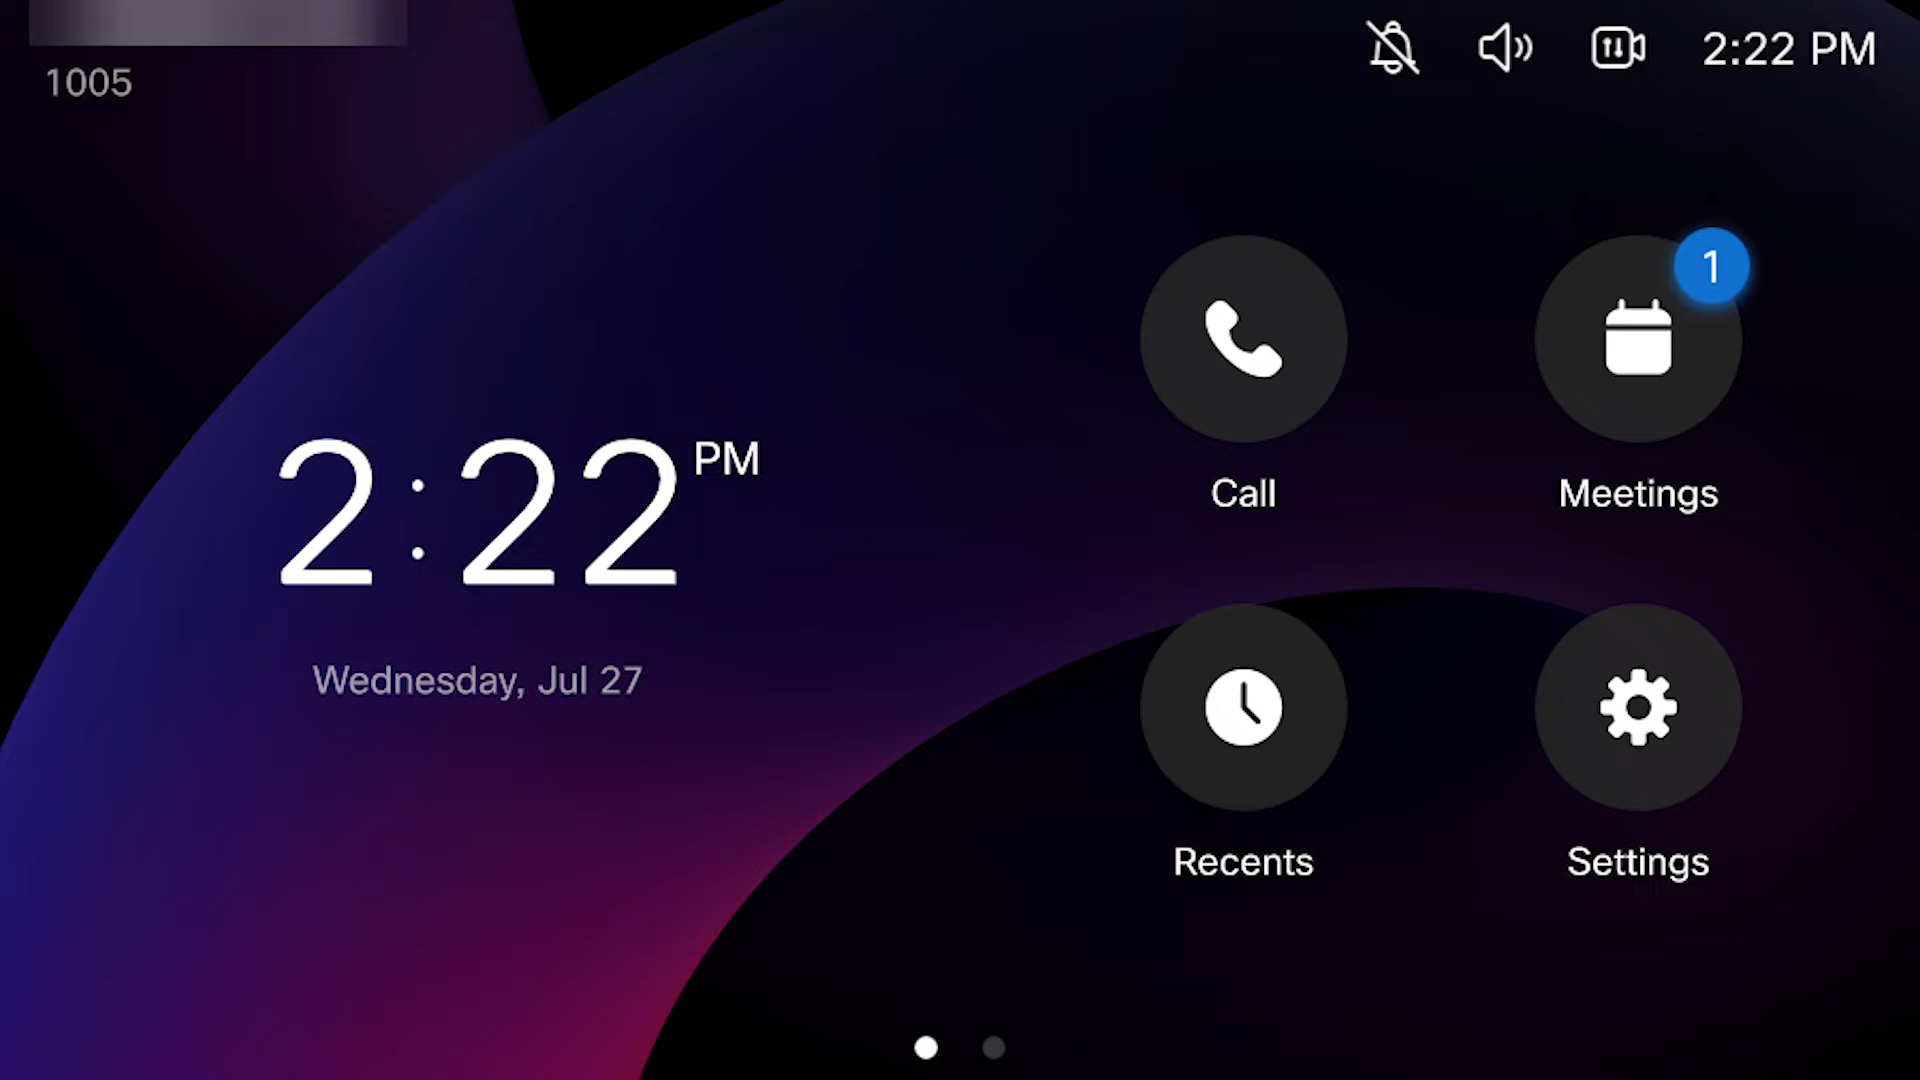 1005
2:22 PM
1
Call
Meetings
2:22 PM
Wednesday, Jul 27
Recents
Settings